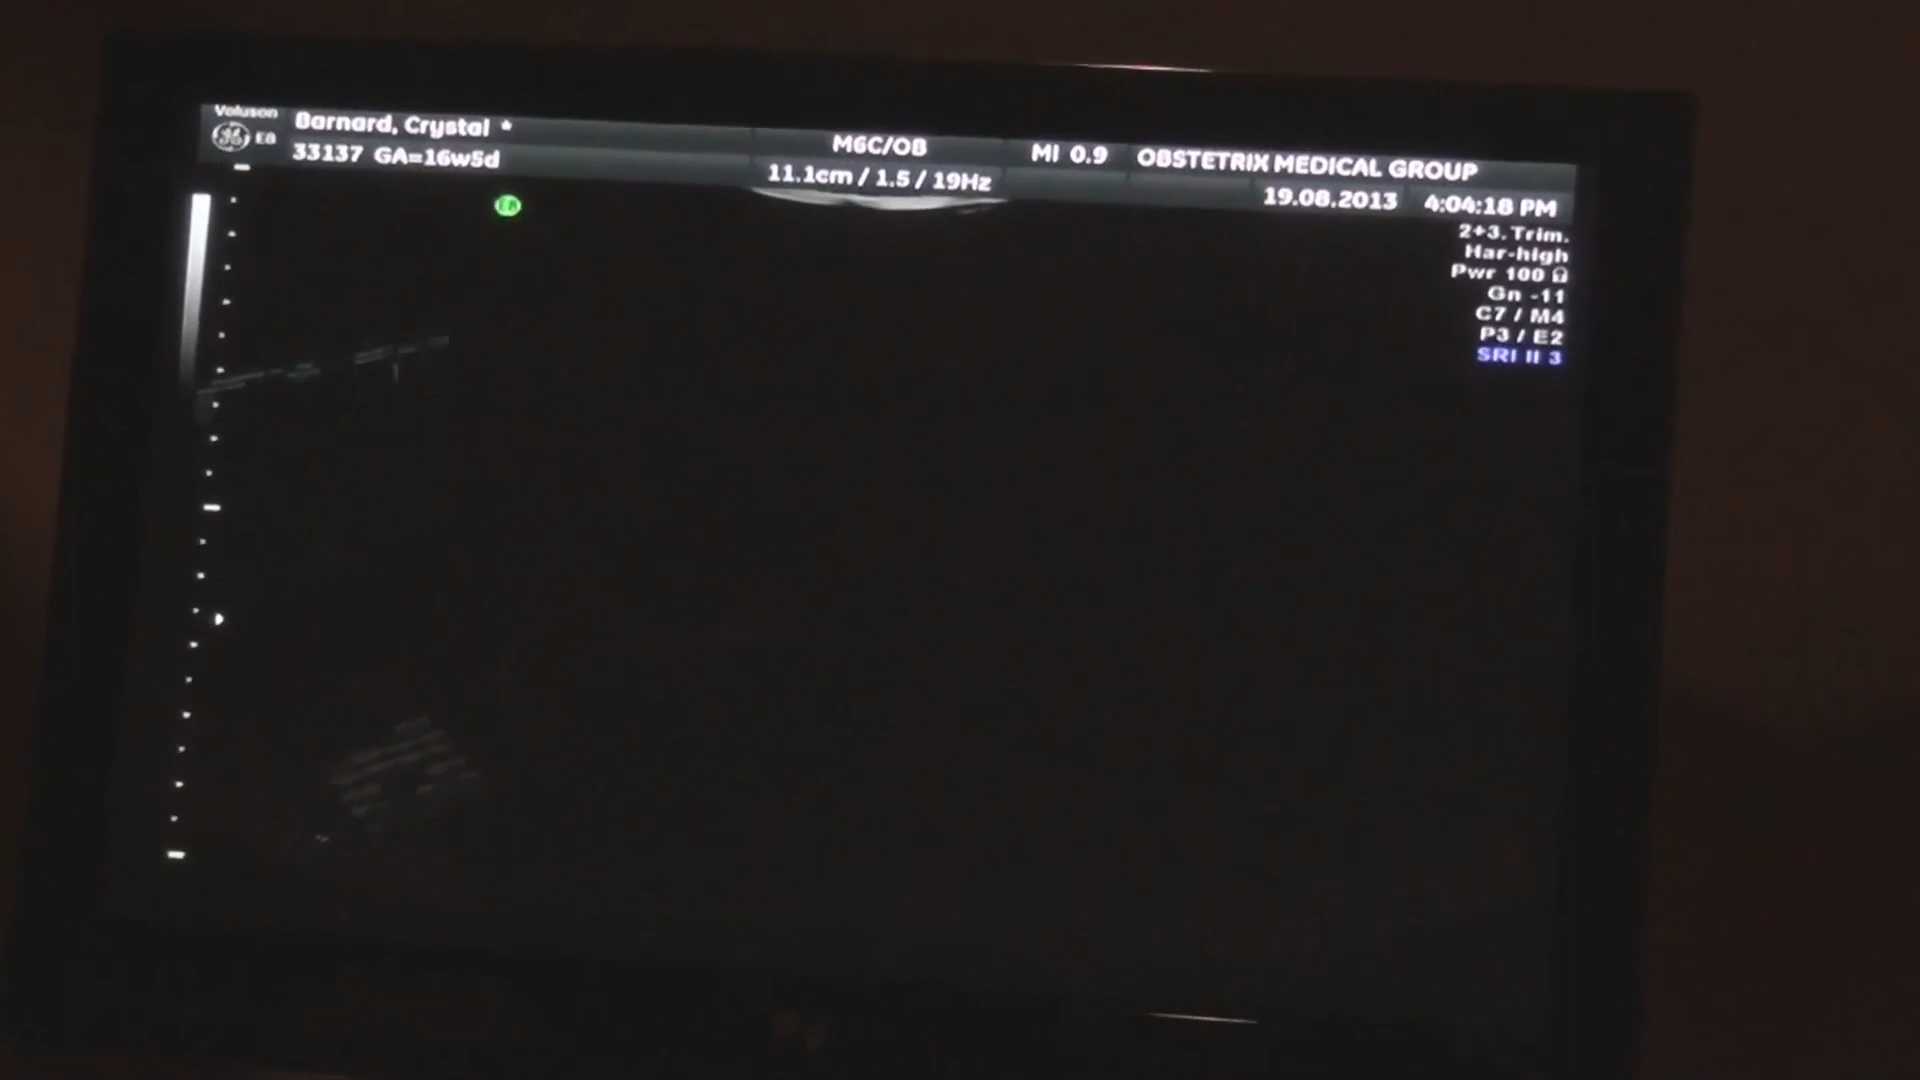 Voluson
GE E8
Barnard, Crystal *
33137 GA=16w5d
M6C/OB
11.1cm / 1.5 / 19Hz
MI 0.9
OBSTETRIX MEDICAL GROUP
19.08.2013 4:04:18 PM
E8
2+3.Trim.
Har-high
Pwr 100
Gn -11
C7 / M4
P3 / E2
SRI II 3